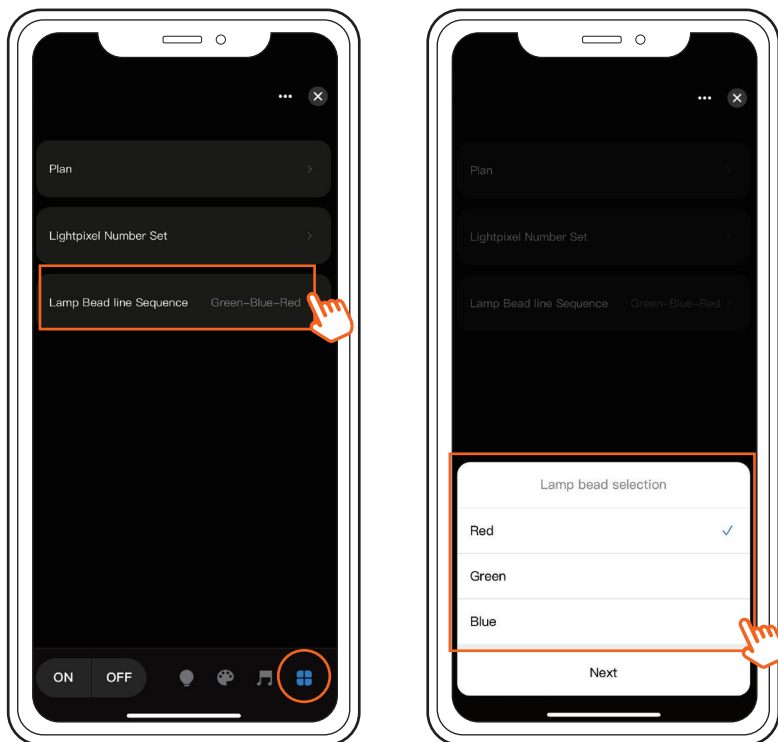 Plan
Lightpixel Number Set
Lamp Bead line Sequence Green-Blue-Red
ON OFF
Plan
Lightpixel Number Set
Lamp Bead line Sequence Green-Blue-Red
Lamp bead selection
Red
Green
Blue
Next